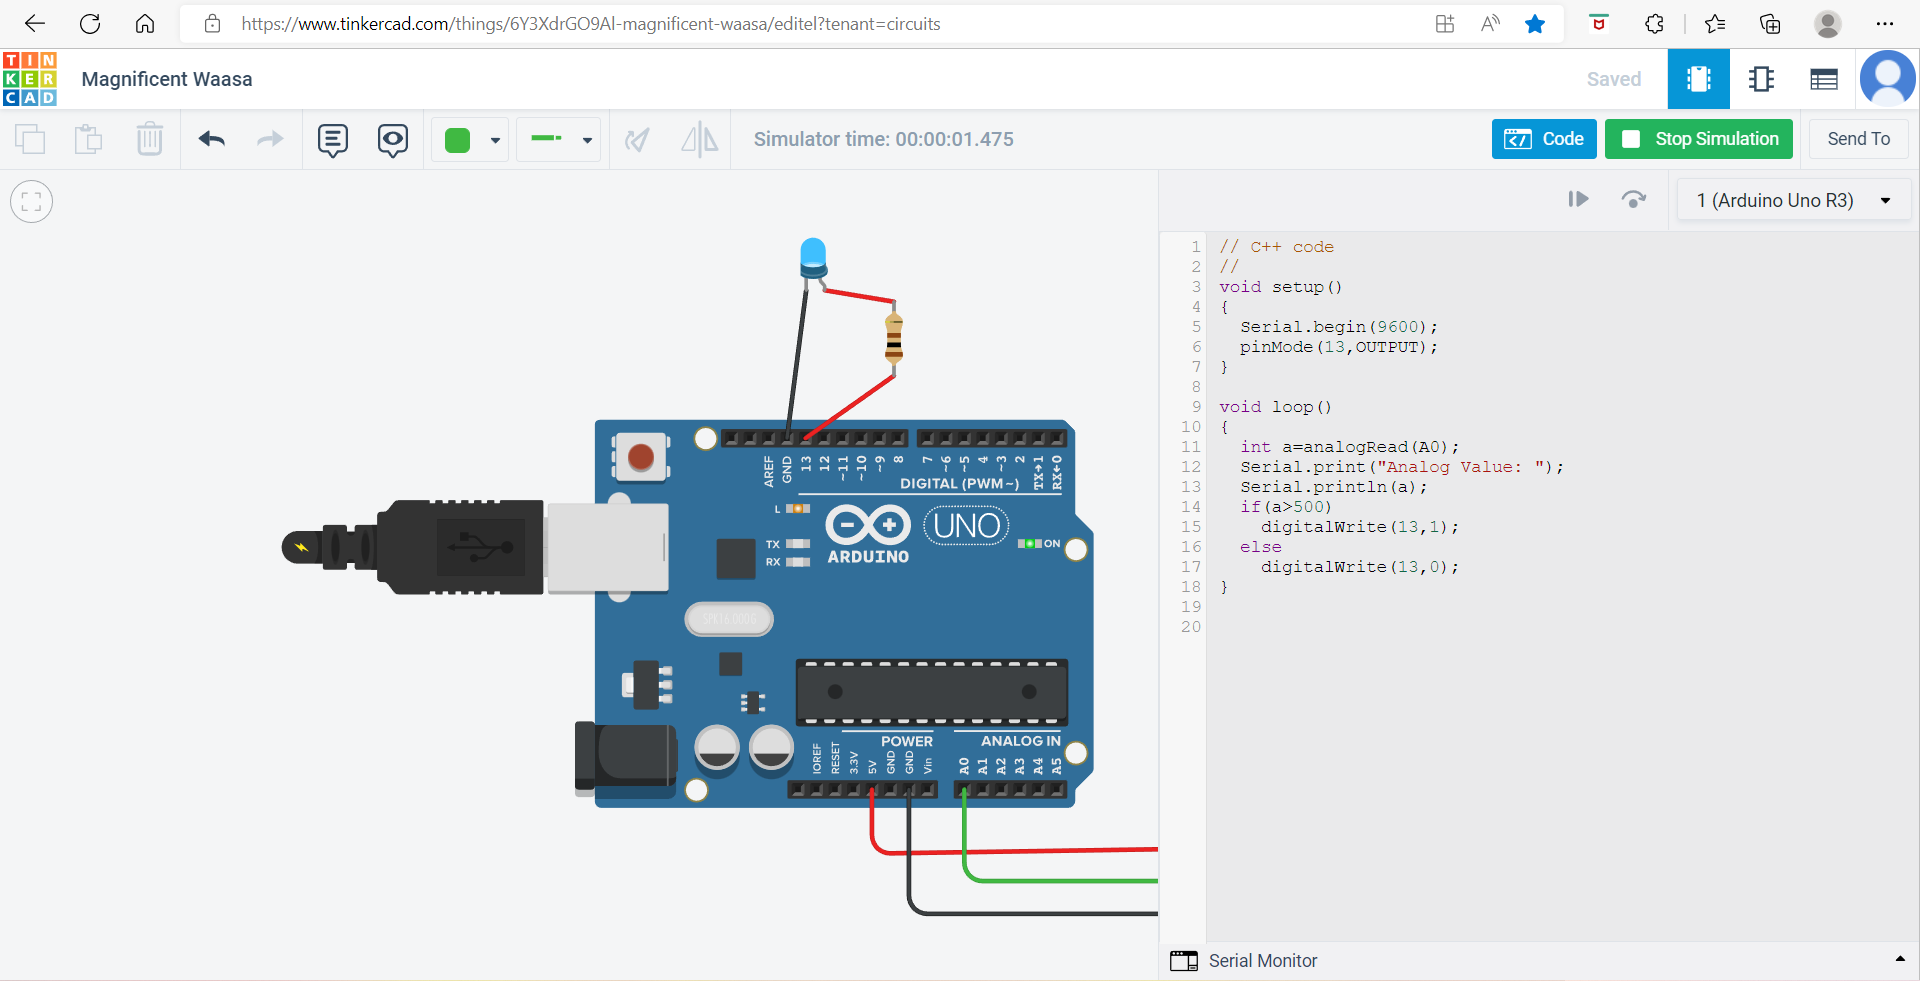 https://www.tinkercad.com/things/6Y3XdrGO9Al-magnificent-waasa/editel?tenant=circuits
TIN
KER
CAD
Magnificent Waasa
Saved
Simulator time: 00:00:01.475
Code
Stop Simulation
Send To
1 (Arduino Uno R3)
1 // C++ code
2 //
3 void setup()
4 {
5 Serial.begin(9600);
6 pinMode(13,OUTPUT);
7 }
8
9 void loop()
10 {
11 int a=analogRead(A0);
12 Serial.print("Analog Value: ");
13 Serial.println(a);
14 if(a>500)
15 digitalWrite(13,1);
16 else
17 digitalWrite(13,0);
18 }
19
20
AREF GND 13 12 ~11 ~10 ~9 8 7 ~6 ~5 4 ~3 2 TX→1 RX←0
DIGITAL (PWM~)
L
UNO
TX
ON
RX
ARDUINO
SPK16.000G
POWER
ANALOG IN
IOREF RESET 3.3V 5V GND GND Vin A0 A1 A2 A3 A4 A5
Serial Monitor